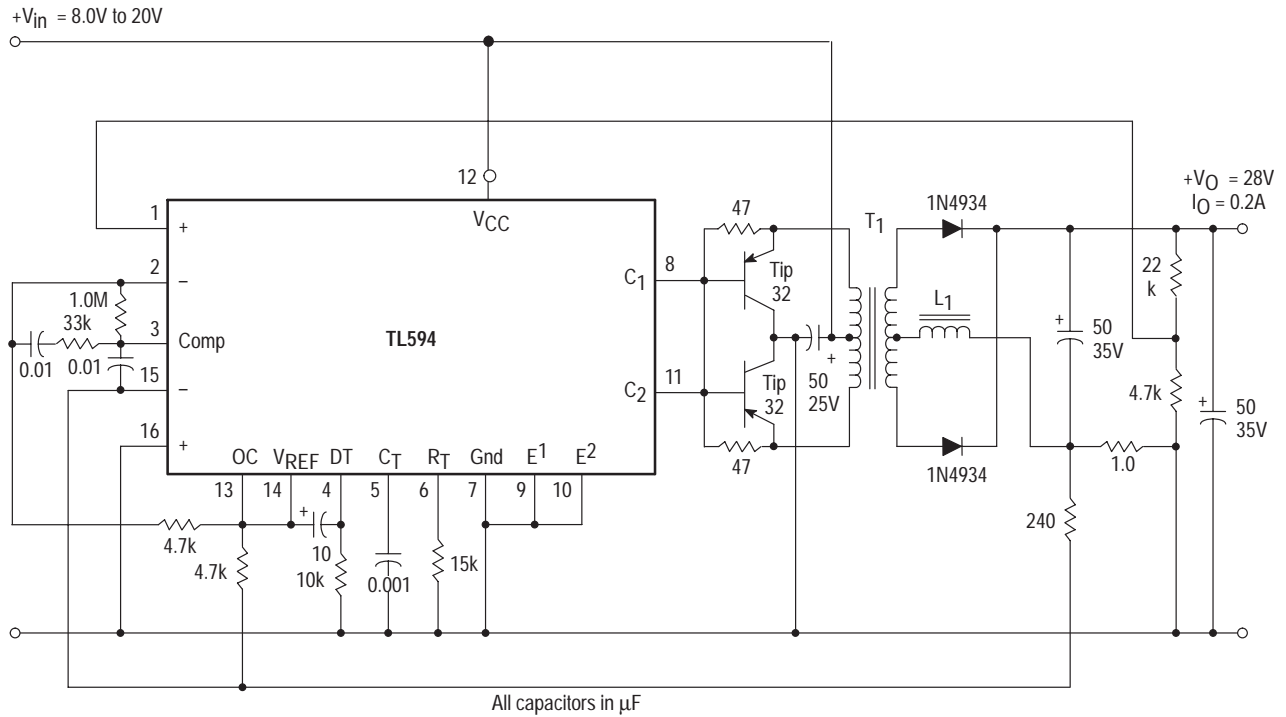 +Vin = 8.0V to 20V
+VO = 28V
IO = 0.2A
12
VCC
1
+
2
−
1.0M
33k
3
Comp
0.01
0.01
15
−
16
+
TL594
C1
8
C2
11
OC
VREF
DT
CT
RT
Gnd
E1
E2
13
14
4
5
6
7
9
10
4.7k
4.7k
+
10
10k
0.001
15k
47
Tip
32
Tip
32
47
+
50
25V
T1
1N4934
L1
1N4934
+
50
35V
22
k
4.7k
1.0
+
50
35V
240
All capacitors in μF